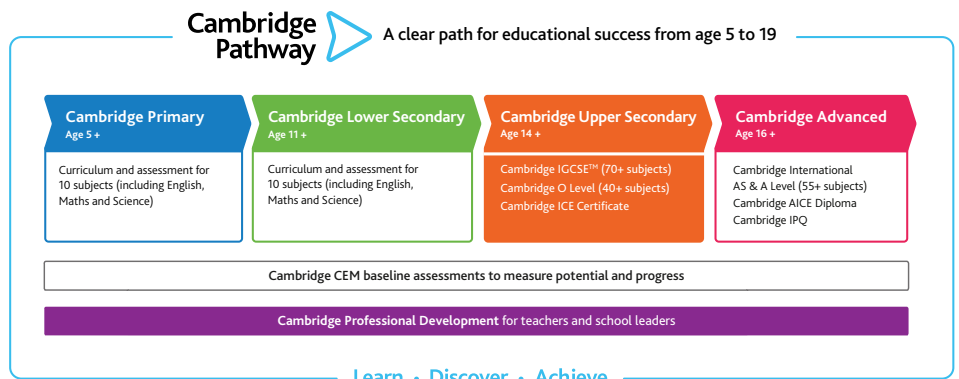 Cambridge
Pathway
A clear path for educational success from age 5 to 19
Cambridge Primary
Age 5 +
Curriculum and assessment for
10 subjects (including English,
Maths and Science)
Cambridge Lower Secondary
Age 11 +
Curriculum and assessment for
10 subjects (including English,
Maths and Science)
Cambridge Upper Secondary
Age 14 +
Cambridge IGCSE™ (70+ subjects)
Cambridge O Level (40+ subjects)
Cambridge ICE Certificate
Cambridge Advanced
Age 16 +
Cambridge International
AS & A Level (55+ subjects)
Cambridge AICE Diploma
Cambridge IPQ
Cambridge CEM baseline assessments to measure potential and progress
Cambridge Professional Development for teachers and school leaders
Learn • Discover • Achieve